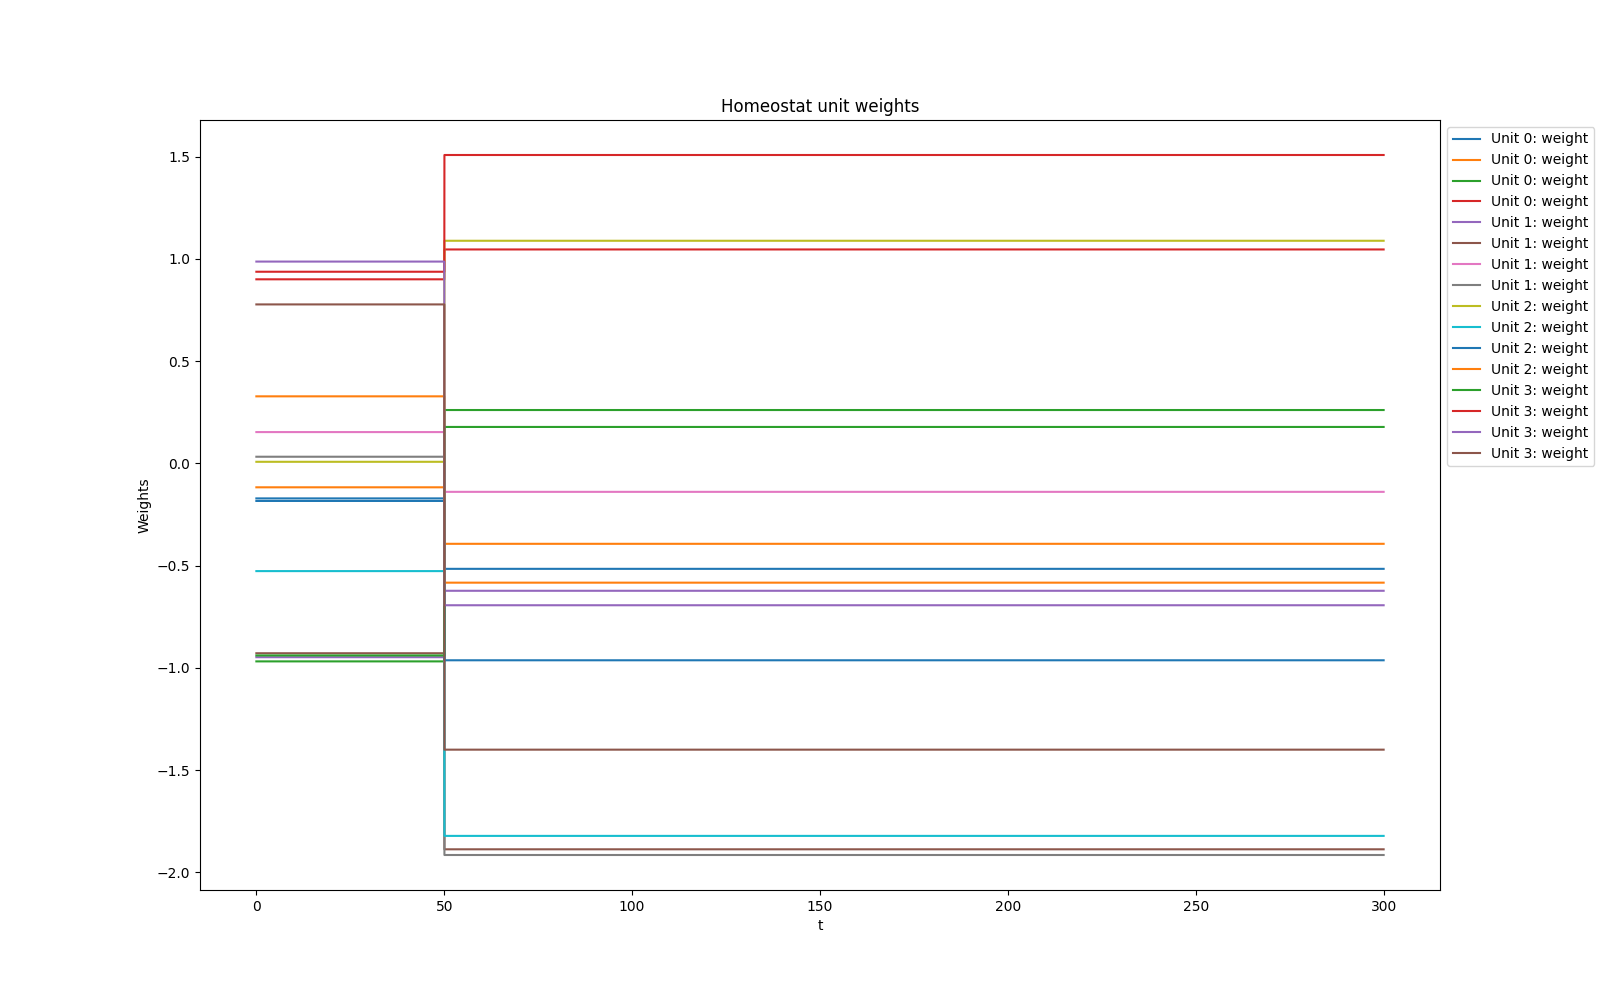 Homeostat unit weights
1.5
1.0
0.5
0.0
−0.5
−1.0
−1.5
−2.0
Weights
0
50
100
150
200
250
300
t
Unit 0: weight
Unit 0: weight
Unit 0: weight
Unit 0: weight
Unit 1: weight
Unit 1: weight
Unit 1: weight
Unit 1: weight
Unit 2: weight
Unit 2: weight
Unit 2: weight
Unit 2: weight
Unit 3: weight
Unit 3: weight
Unit 3: weight
Unit 3: weight